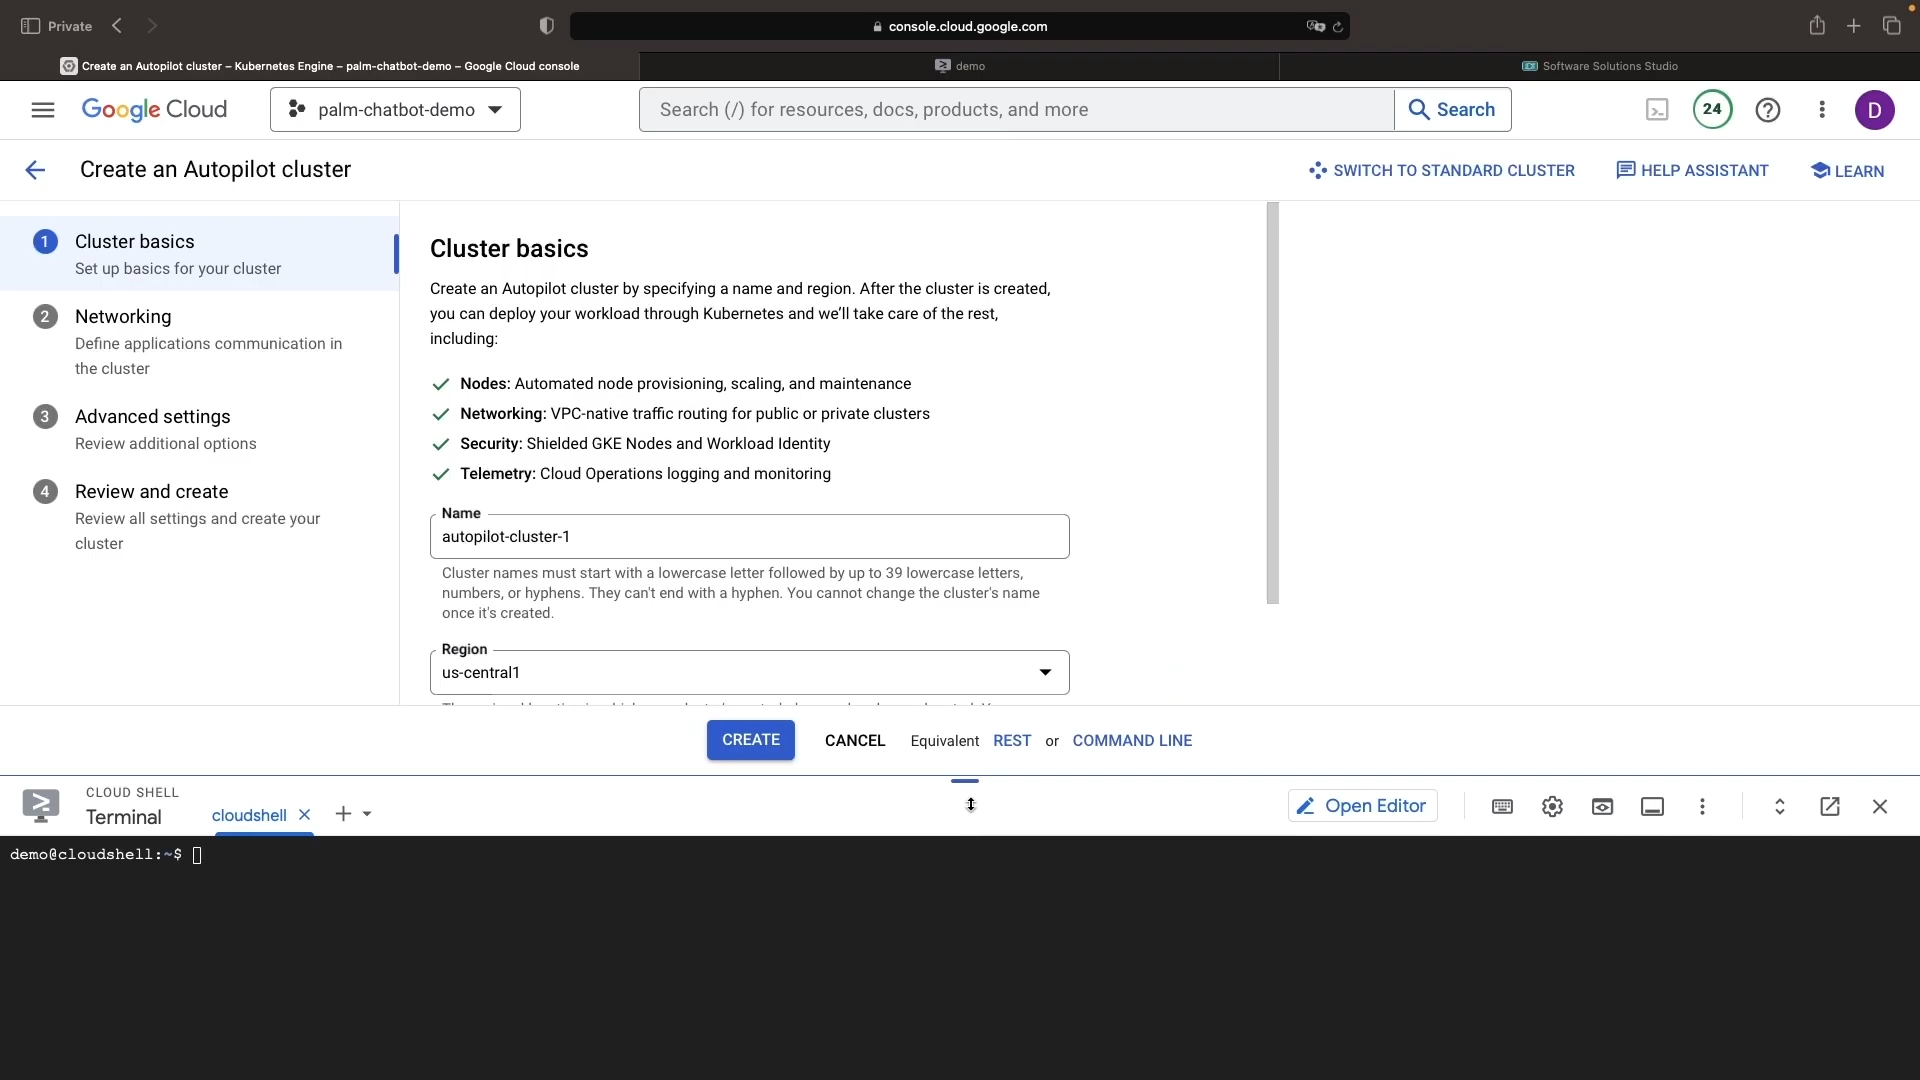 Private
console.cloud.google.com
Create an Autopilot cluster – Kubernetes Engine – palm-chatbot-demo – Google Cloud console
demo
Software Solutions Studio
Google Cloud
palm-chatbot-demo
Search (/) for resources, docs, products, and more
Search
24
D
Create an Autopilot cluster
SWITCH TO STANDARD CLUSTER
HELP ASSISTANT
LEARN
1
Cluster basics
Set up basics for your cluster
2
Networking
Define applications communication in
the cluster
3
Advanced settings
Review additional options
4
Review and create
Review all settings and create your
cluster
Cluster basics
Create an Autopilot cluster by specifying a name and region. After the cluster is created,
you can deploy your workload through Kubernetes and we’ll take care of the rest,
including:
Nodes: Automated node provisioning, scaling, and maintenance
Networking: VPC-native traffic routing for public or private clusters
Security: Shielded GKE Nodes and Workload Identity
Telemetry: Cloud Operations logging and monitoring
Name
autopilot-cluster-1
Cluster names must start with a lowercase letter followed by up to 39 lowercase letters,
numbers, or hyphens. They can't end with a hyphen. You cannot change the cluster's name
once it's created.
Region
us-central1
CREATE
CANCEL
Equivalent REST or COMMAND LINE
CLOUD SHELL
Terminal
cloudshell
Open Editor
demo@cloudshell:~$